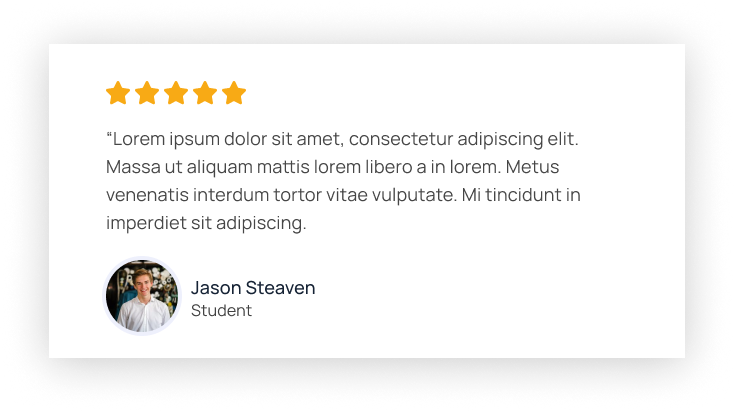 “Lorem ipsum dolor sit amet, consectetur adipiscing elit.
Massa ut aliquam mattis lorem libero a in lorem. Metus
venenatis interdum tortor vitae vulputate. Mi tincidunt in
imperdiet sit adipiscing.
Jason Steaven
Student